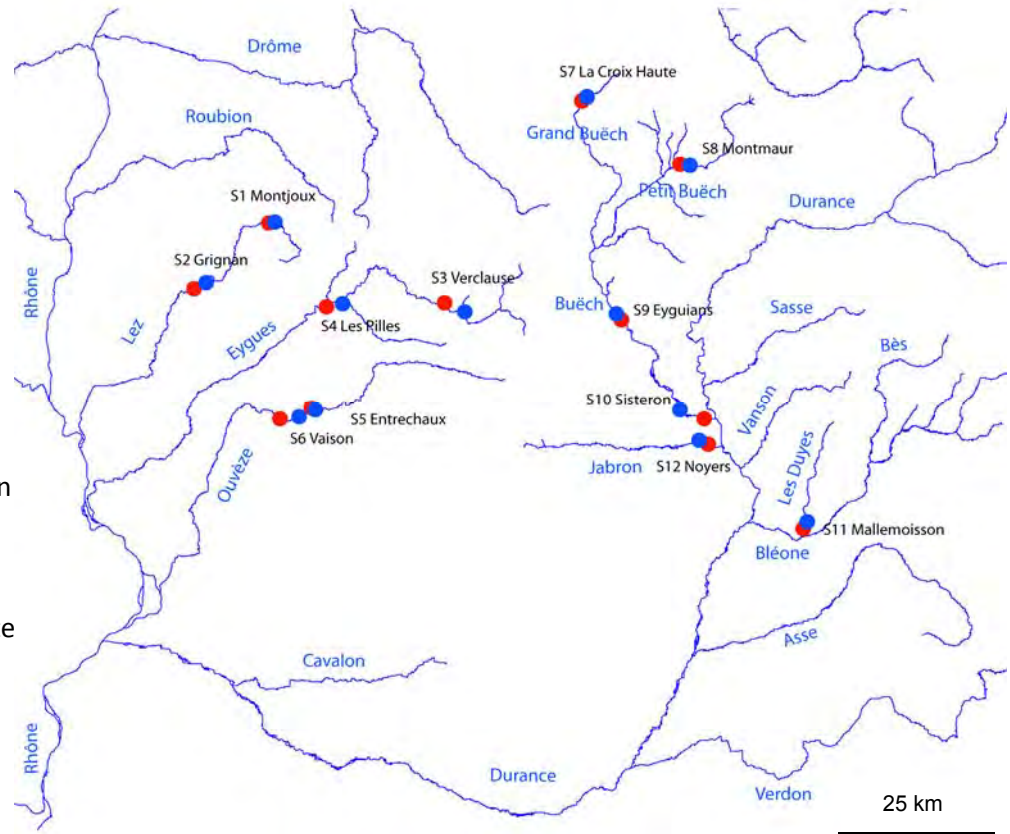 Drôme
S7 La Croix Haute
Roubion
Grand Buëch
S8 Montmaur
Petit Buëch
S1 Montjoux
Durance
S2 Grignan
Rhône
S3 Verclause
Lez
S4 Les Pilles
Eygues
Buëch
S9 Eyguians
Sasse
Bès
S10 Sisteron
Vanson
S5 Entrechaux
S6 Vaison
Jabron
S12 Noyers
Les Duyes
Ouvèze
n
S11 Mallemoisson
Bléone
e
Asse
Cavalon
Rhône
Durance
Verdon
25 km